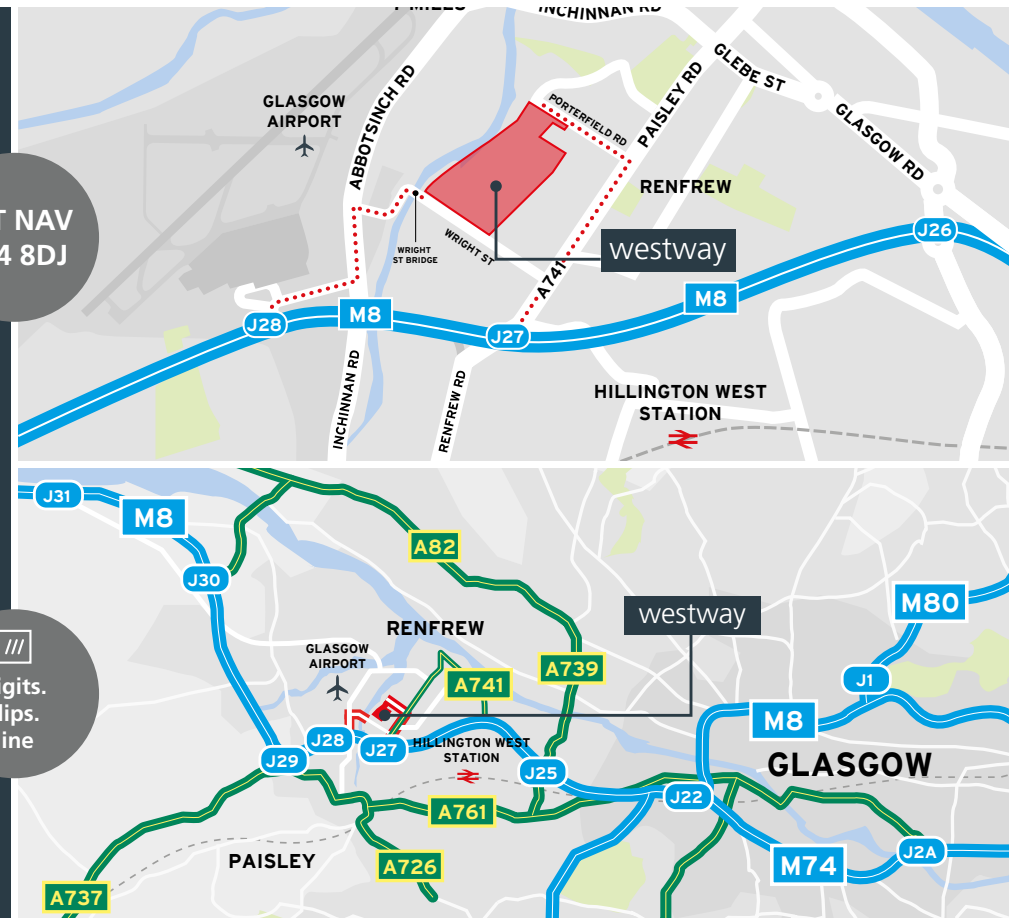 INCHINNAN RD
GLEBE ST
GLASGOW
AIRPORT
ABBOTSINCH RD
PORTERFIELD RD
PAISLEY RD
GLASGOW RD
RENFREW
T NAV
4 8DJ
WRIGHT
ST BRIDGE
WRIGHT ST
westway
J26
A741
M8
M8
J28
J27
INCHINNAN RD
RENFREW RD
HILLINGTON WEST
STATION
J31
M8
A82
J30
M80
westway
RENFREW
GLASGOW
AIRPORT
A739
A741
J1
M8
igits.
lips.
ine
J28
J27
HILLINGTON WEST
STATION
J29
J25
GLASGOW
J22
A761
PAISLEY
A726
M74
J2A
A737